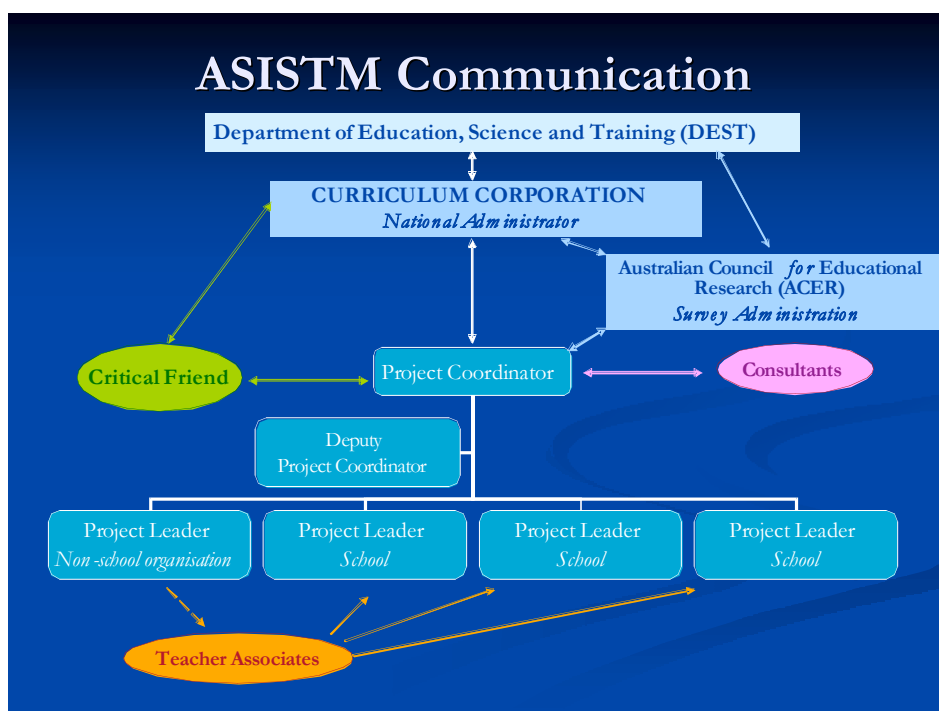 ASISTM Communication
Department of Education, Science and Training (DEST)
CURRICULUM CORPORATION
National Administrator
Australian Council for Educational
Research (ACER)
Survey Administration
Critical Friend
Project Coordinator
Consultants
Deputy
Project Coordinator
Project Leader
Non-school organisation
Project Leader
School
Project Leader
School
Project Leader
School
Teacher Associates